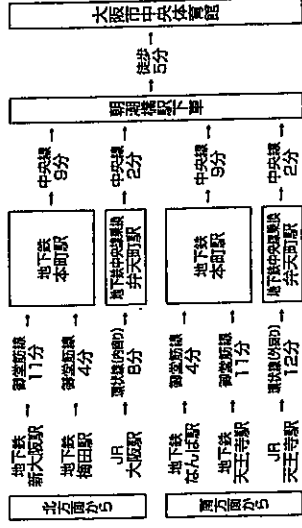 北方面から
地下鉄
新大阪駅
→
御堂筋線
11分
→
地下鉄
梅田駅
→
御堂筋線
4分
→
地下鉄
本町駅
→
中央線
9分
→
JR
大阪駅
→
環状線(内回り)
8分
→
地下鉄中央線乗換
弁天町駅
→
中央線
2分
→
南方面から
地下鉄
なんば駅
→
御堂筋線
4分
→
地下鉄
天王寺駅
→
御堂筋線
11分
→
地下鉄
本町駅
→
中央線
9分
→
JR
天王寺駅
→
環状線(外回り)
12分
→
地下鉄中央線乗換
弁天町駅
→
中央線
2分
→
朝潮橋駅下車
→
徒歩
5分
→
大阪市中央体育館